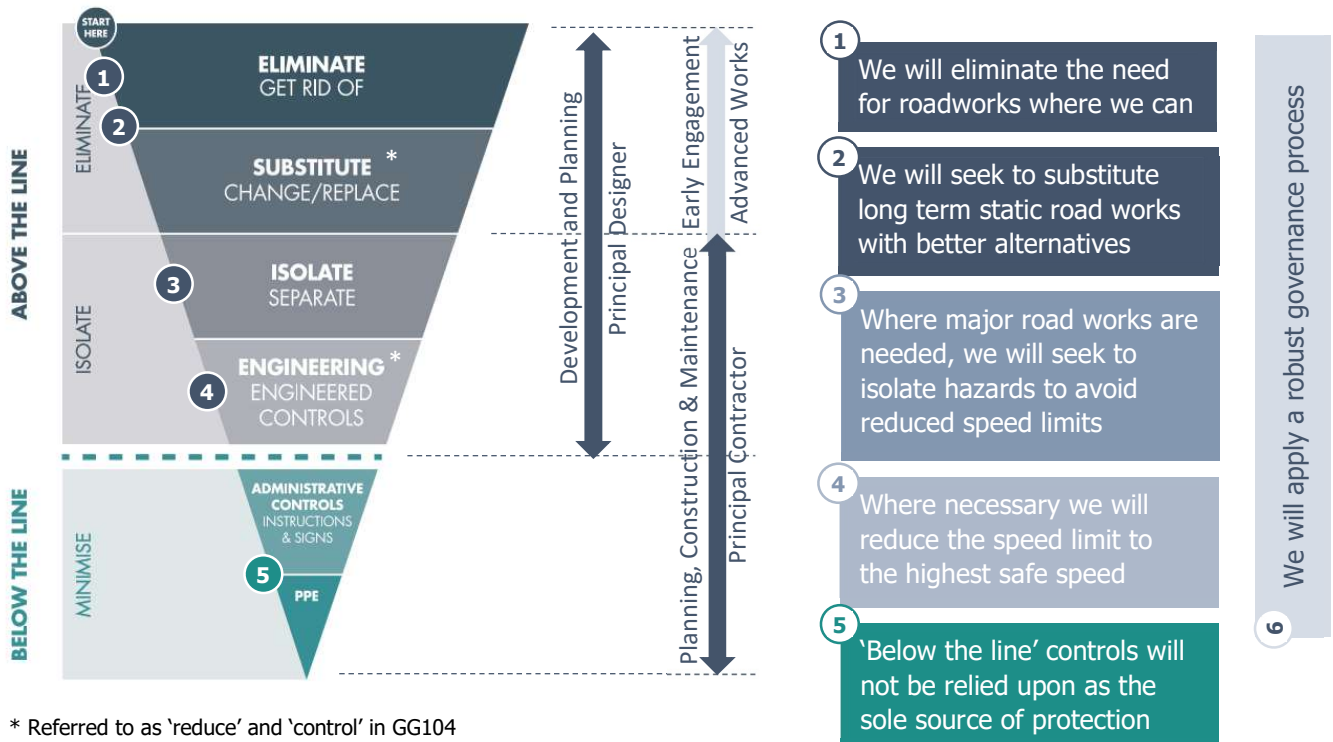 START
HERE
1
ELIMINATE
GET RID OF
ELIMINATE
2
SUBSTITUTE *
CHANGE/REPLACE
ABOVE THE LINE
3
ISOLATE
SEPARATE
ISOLATE
ENGINEERING *
4
ENGINEERED
CONTROLS
BELOW THE LINE
MINIMISE
ADMINISTRATIVE
CONTROLS
INSTRUCTIONS
& SIGNS
5
PPE
Development and Planning
Principal Designer
Early Engagement
Advanced Works
Planning, Construction & Maintenance
Principal Contractor
1
We will eliminate the need
for roadworks where we can
2
We will seek to substitute
long term static road works
with better alternatives
3
Where major road works are
needed, we will seek to
isolate hazards to avoid
reduced speed limits
4
Where necessary we will
reduce the speed limit to
the highest safe speed
5
‘Below the line’ controls will
not be relied upon as the
sole source of protection
6
We will apply a robust governance process
* Referred to as ‘reduce’ and ‘control’ in GG104